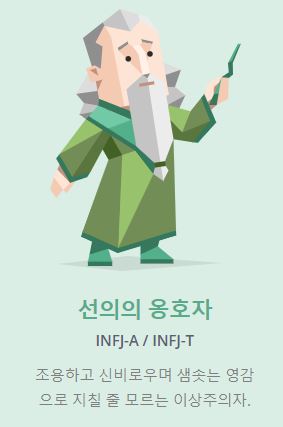 선의의 옹호자
INFJ-A / INFJ-T
조용하고 신비로우며 샘솟는 영감
으로 지칠 줄 모르는 이상주의자.